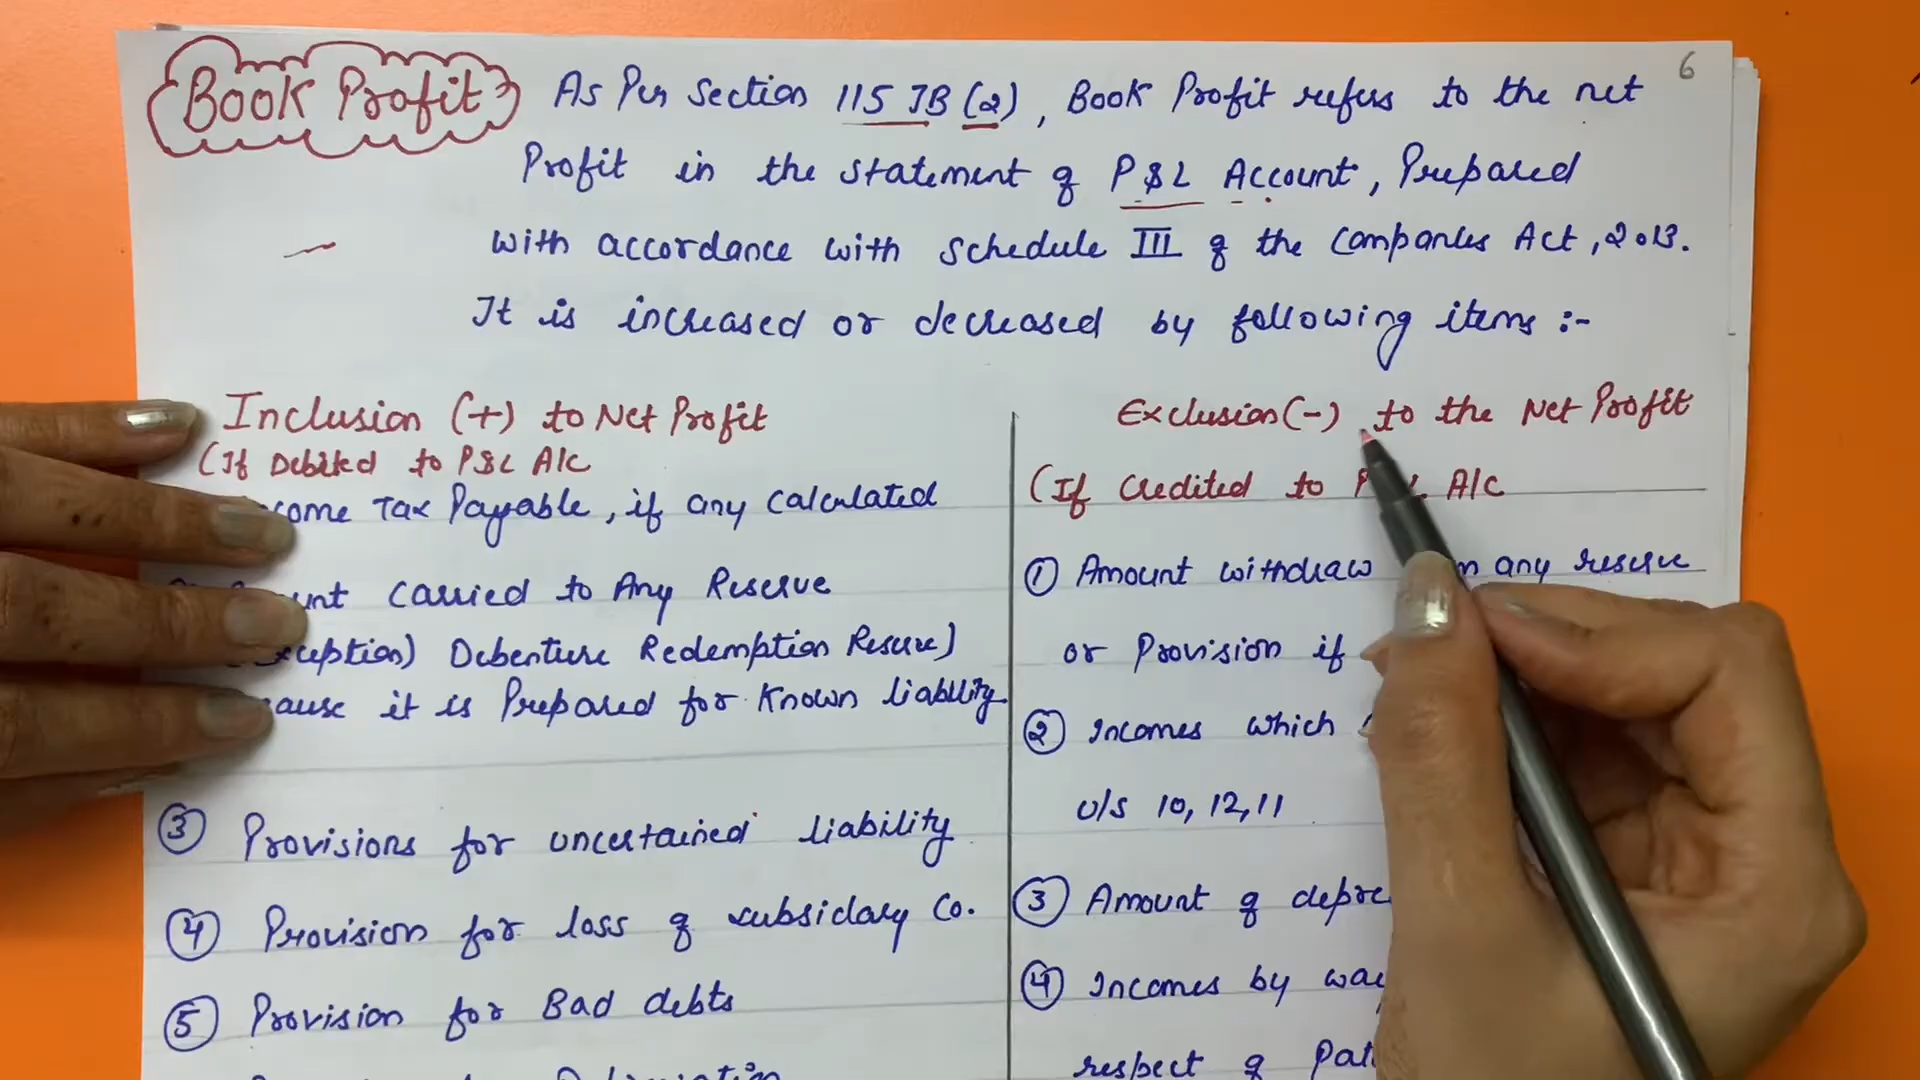 6
Book Profit
As Per Section 115 JB (2), Book Profit refers to the net
Profit in the statement of P&L Account, Prepared
with accordance with Schedule III of the Companies Act, 2013.
It is increased or decreased by following items :-
Inclusion (+) to Net Profit
(If Debited to P&L A/c
come Tax Payable, if any calculated
unt carried to Any Reserve
ception) Debenture Redemption Reserve)
ause it is Prepared for Known liability
③ Provisions for uncertained liability
④ Provision for loss of subsidary Co.
⑤ Provision for Bad debts
Exclusion (-) to the Net Profit
(If Credited to P L A/c
① Amount withdraw m any reserve
or Provision if
② Incomes which
u/s 10, 12, 11
③ Amount of depre
④ Incomes by wa
respect of Pat